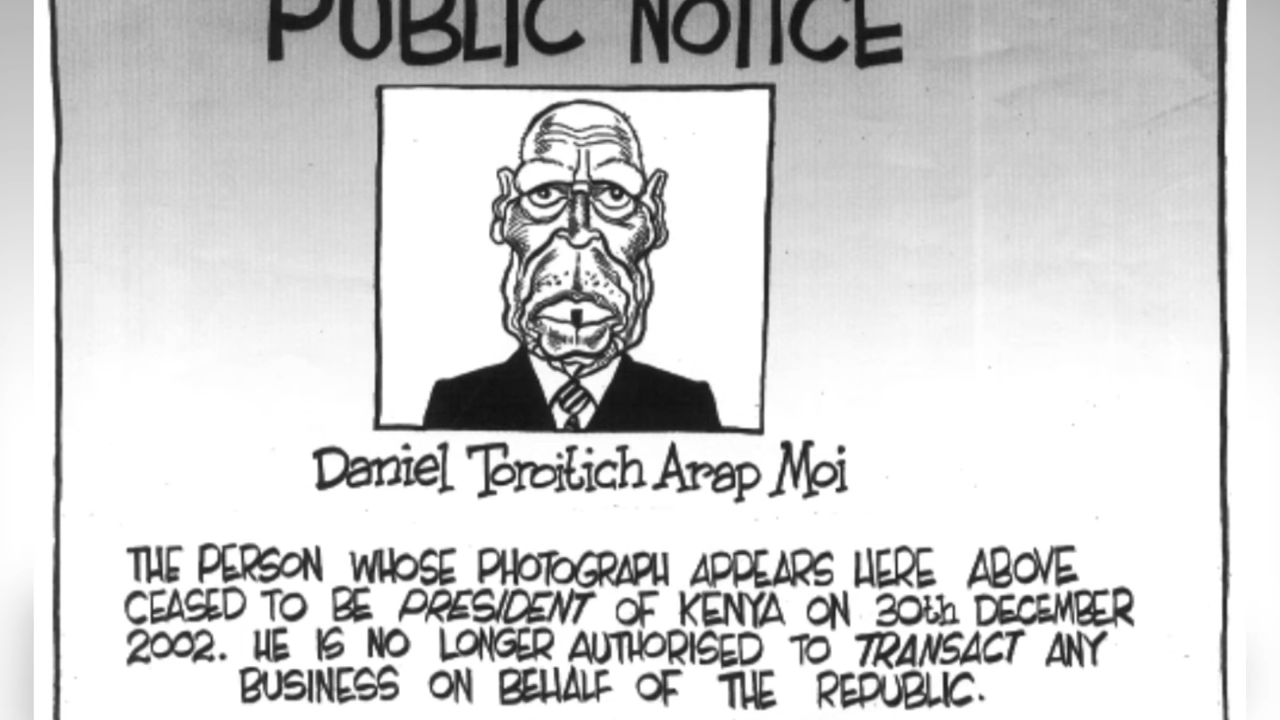 PUBLIC NOTICE
Daniel Toroitich Arap Moi
THE PERSON WHOSE PHOTOGRAPH APPEARS HERE ABOVE
CEASED TO BE PRESIDENT OF KENYA ON 30th DECEMBER
2002. HE IS NO LONGER AUTHORISED TO TRANSACT ANY
BUSINESS ON BEHALF OF THE REPUBLIC.